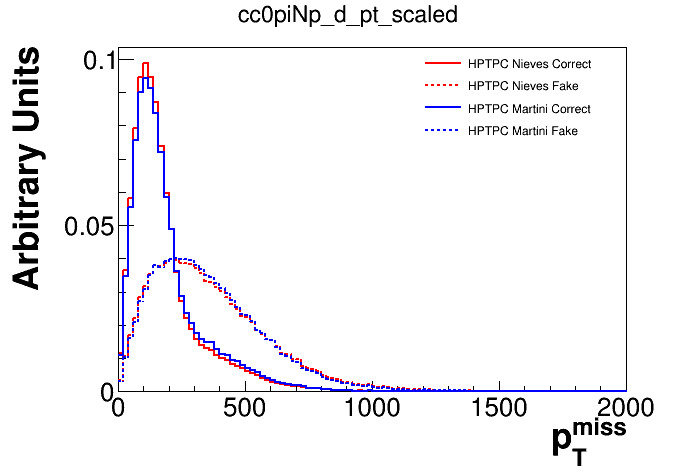 cc0piNp_d_pt_scaled
Arbitrary Units
0.1
0.05
0
HPTPC Nieves Correct
HPTPC Nieves Fake
HPTPC Martini Correct
HPTPC Martini Fake
0 500 1000 1500 2000
p_T^miss